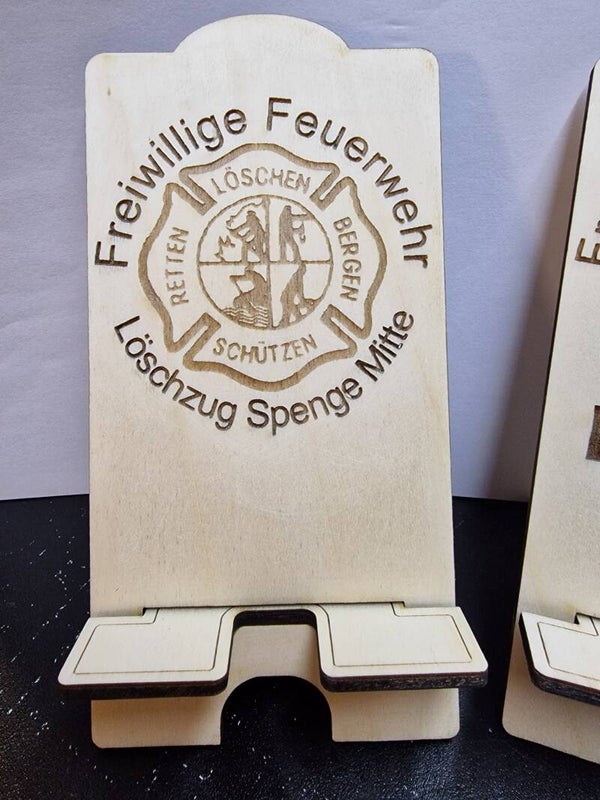 Freiwillige Feuerwehr
LÖSCHEN
RETTEN
BERGEN
SCHÜTZEN
Löschzug Spenge Mitte